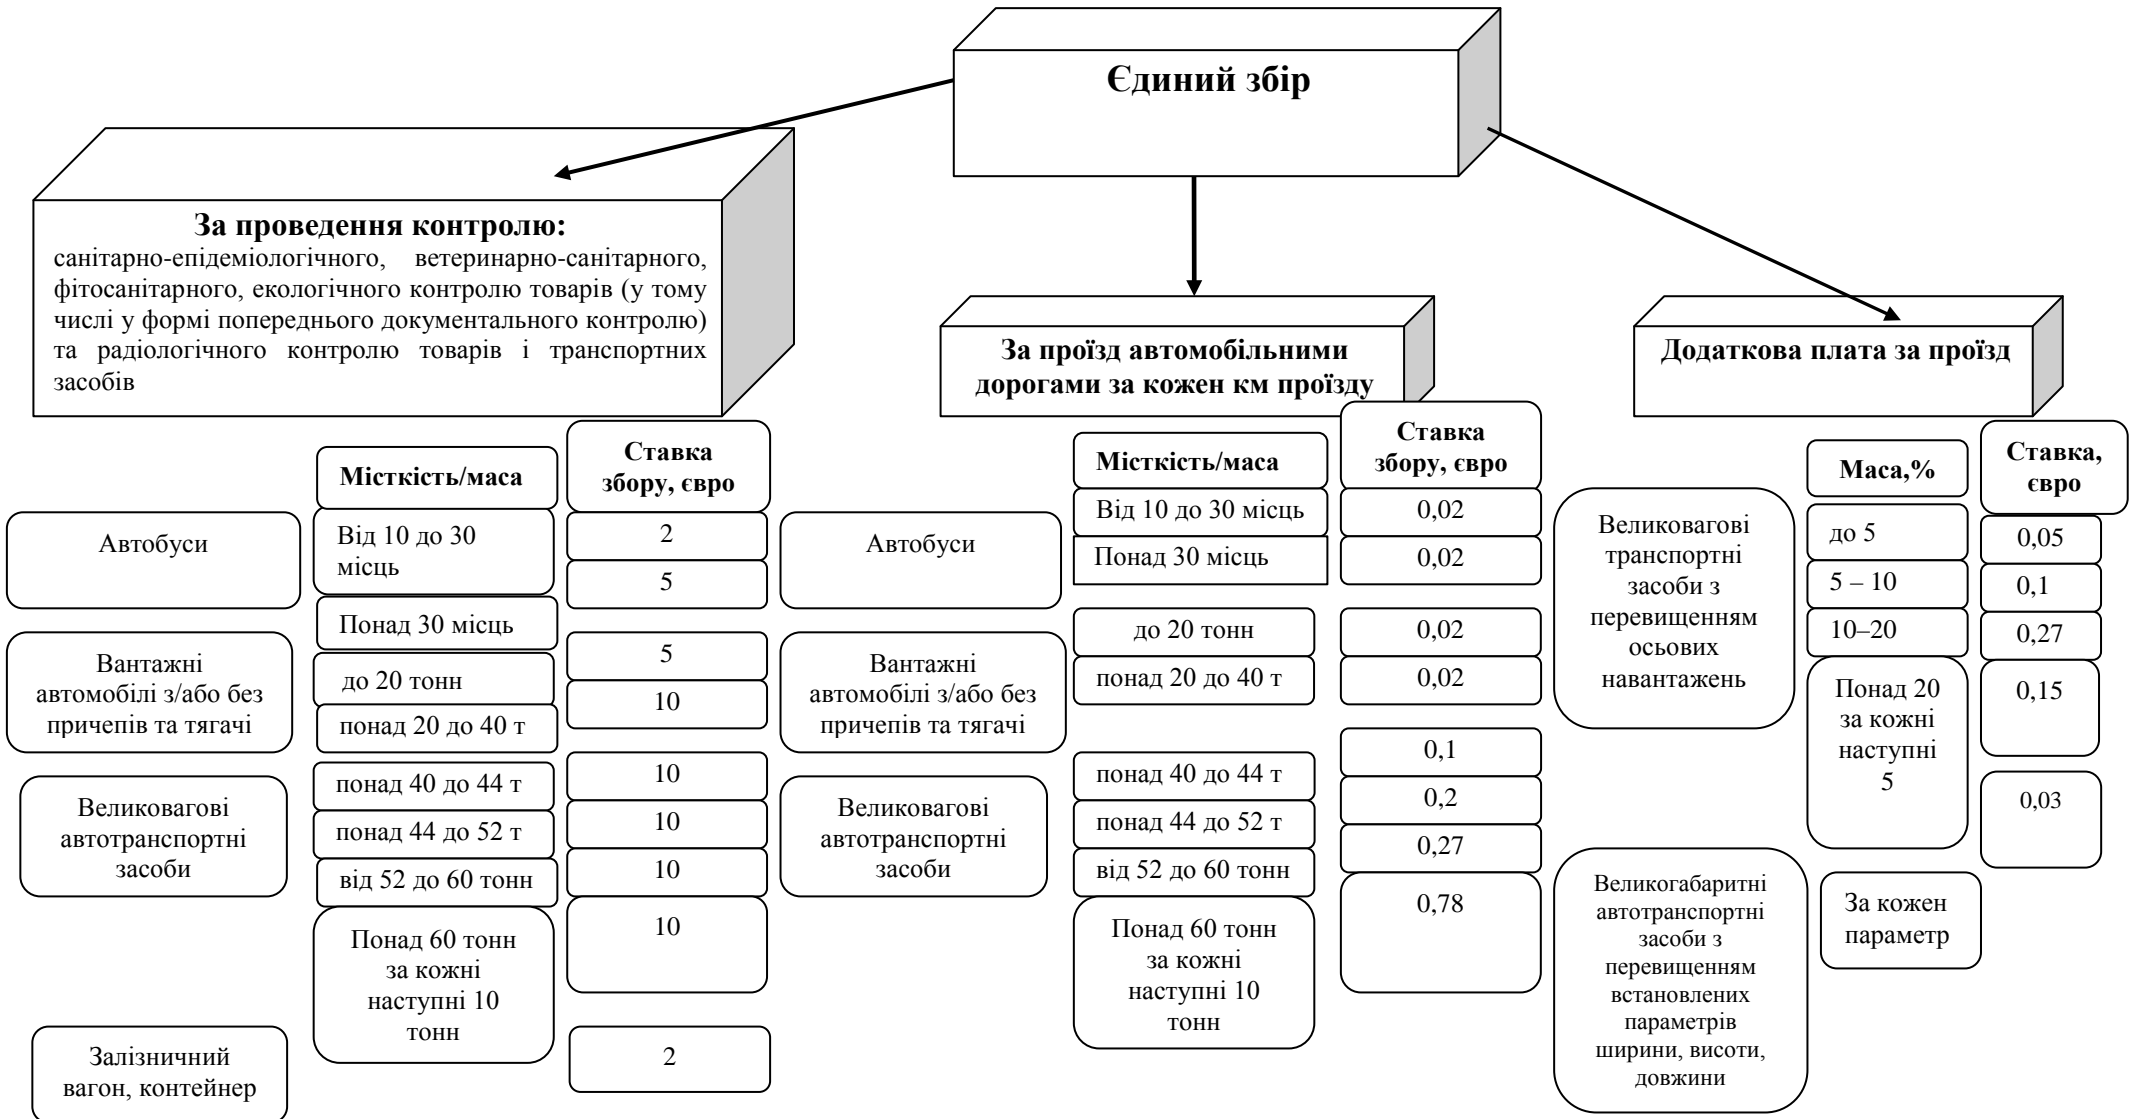 Єдиний збір
За проведення контролю:
санітарно-епідеміологічного, ветеринарно-санітарного,
фітосанітарного, екологічного контролю товарів (у тому
числі у формі попереднього документального контролю)
та радіологічного контролю товарів і транспортних
засобів
Місткість/маса
Ставка
збору, євро
Автобуси
Від 10 до 30
місць
2
Понад 30 місць
5
Вантажні
автомобілі з/або без
причепів та тягачі
до 20 тонн
5
понад 20 до 40 т
10
Великовагові
автотранспортні
засоби
понад 40 до 44 т
10
понад 44 до 52 т
10
від 52 до 60 тонн
10
Понад 60 тонн
за кожні
наступні 10
тонн
10
Залізничний
вагон, контейнер
2
За проїзд автомобільними
дорогами за кожен км проїзду
Місткість/маса
Ставка
збору, євро
Автобуси
Від 10 до 30 місць
0,02
Понад 30 місць
0,02
Вантажні
автомобілі з/або без
причепів та тягачі
до 20 тонн
0,02
понад 20 до 40 т
0,02
Великовагові
автотранспортні
засоби
понад 40 до 44 т
0,1
понад 44 до 52 т
0,2
від 52 до 60 тонн
0,27
Понад 60 тонн
за кожні
наступні 10
тонн
0,78
Додаткова плата за проїзд
Маса,%
Ставка,
євро
Великовагові
транспортні
засоби з
перевищенням
осьових
навантажень
до 5
0,05
5 – 10
0,1
10–20
0,27
Понад 20
за кожні
наступні
5
0,15
Великогабаритні
автотранспортні
засоби з
перевищенням
встановлених
параметрів
ширини, висоти,
довжини
За кожен
параметр
0,03